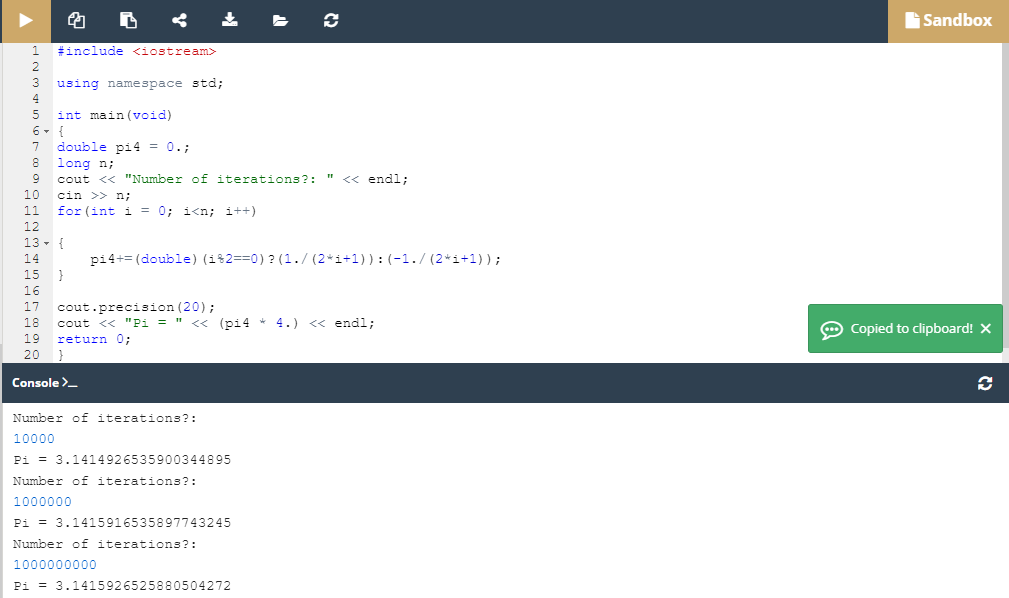 Sandbox
1 #include <iostream>
2
3 using namespace std;
4
5 int main(void)
6 {
7 double pi4 = 0.;
8 long n;
9 cout << "Number of iterations?: " << endl;
10 cin >> n;
11 for(int i = 0; i<n; i++)
12
13 {
14 pi4+=(double)(i%2==0)?(1./(2*i+1)):(-1./(2*i+1));
15 }
16
17 cout.precision(20);
18 cout << "Pi = " << (pi4 * 4.) << endl;
19 return 0;
20 }
Copied to clipboard!
Console
Number of iterations?:
10000
Pi = 3.1414926535900344895
Number of iterations?:
1000000
Pi = 3.1415916535897743245
Number of iterations?:
1000000000
Pi = 3.1415926525880504272